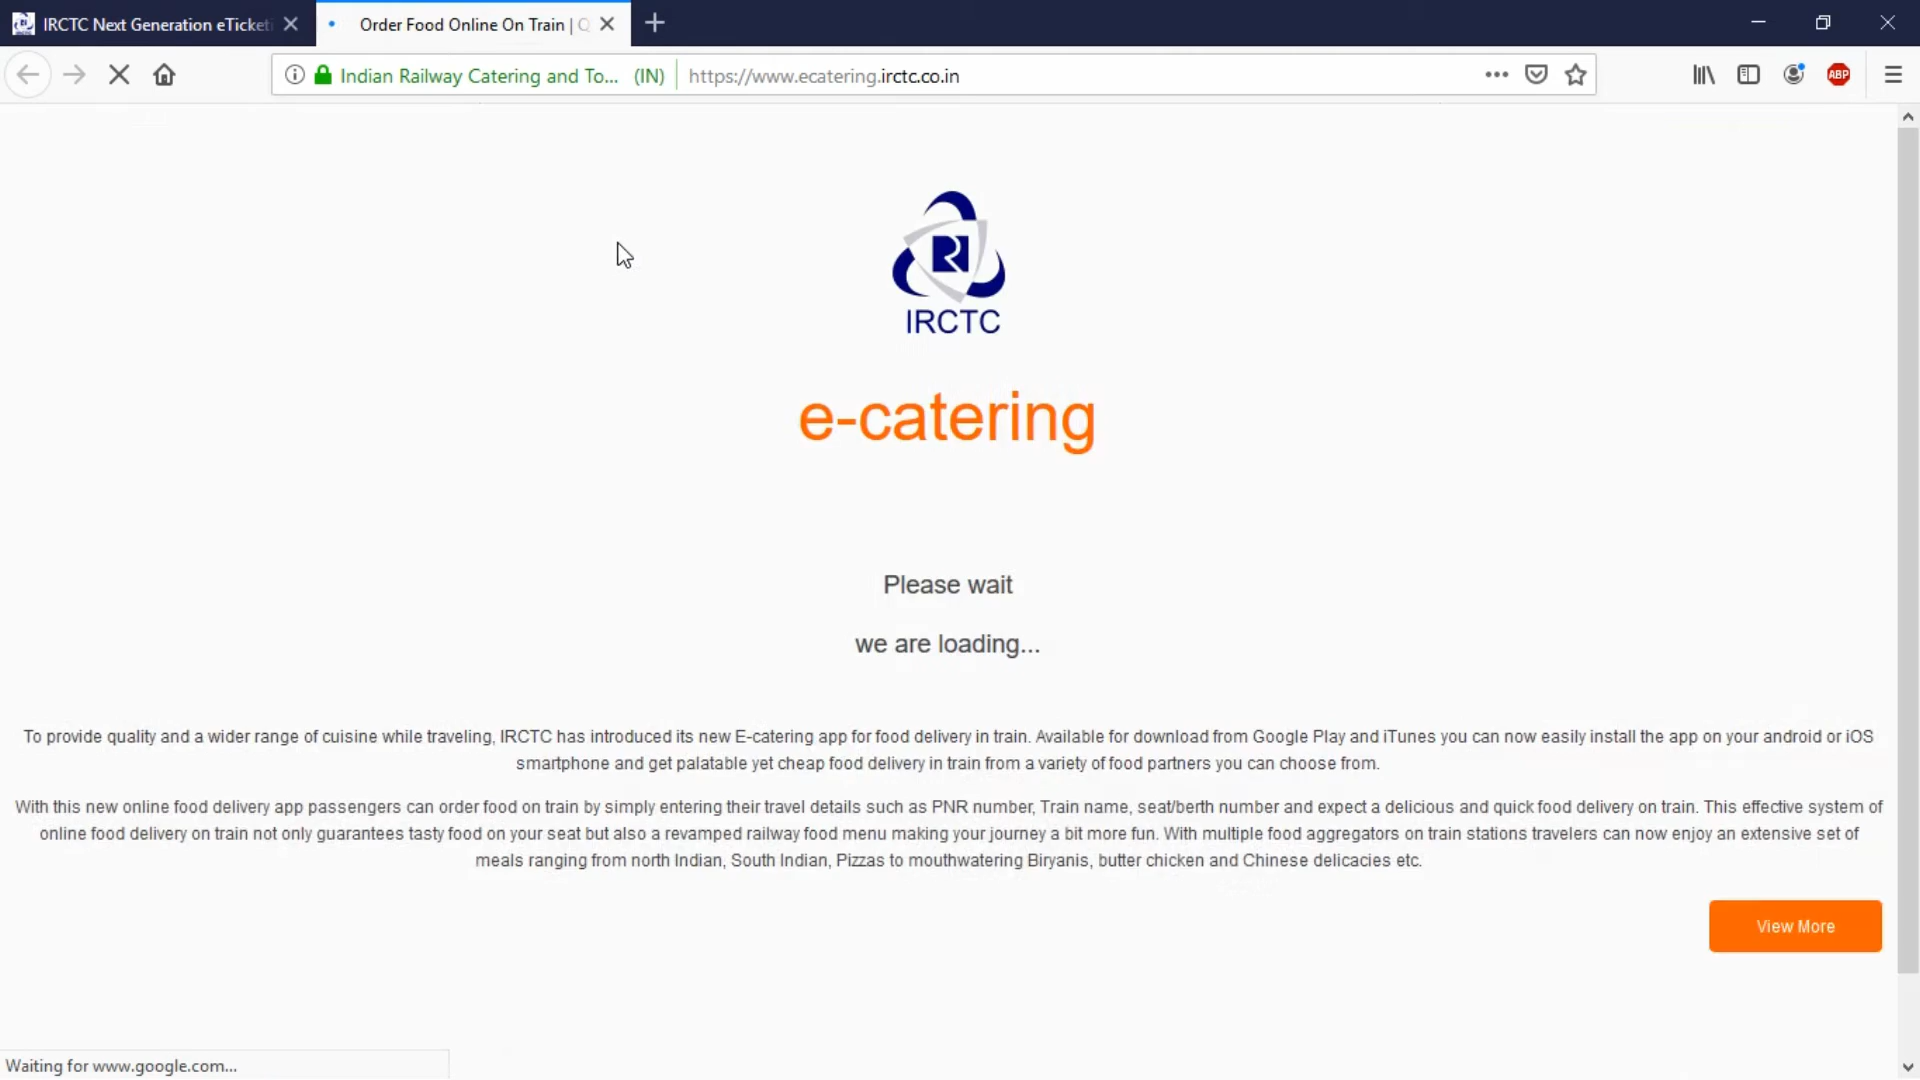 IRCTC Next Generation eTicketi
Order Food Online On Train | Q
Indian Railway Catering and To... (IN)
https://www.ecatering.irctc.co.in
ABP
IRCTC
e-catering
Please wait
we are loading...
To provide quality and a wider range of cuisine while traveling, IRCTC has introduced its new E-catering app for food delivery in train. Available for download from Google Play and iTunes you can now easily install the app on your android or iOS
smartphone and get palatable yet cheap food delivery in train from a variety of food partners you can choose from.
With this new online food delivery app passengers can order food on train by simply entering their travel details such as PNR number, Train name, seat/berth number and expect a delicious and quick food delivery on train. This effective system of
online food delivery on train not only guarantees tasty food on your seat but also a revamped railway food menu making your journey a bit more fun. With multiple food aggregators on train stations travelers can now enjoy an extensive set of
meals ranging from north Indian, South Indian, Pizzas to mouthwatering Biryanis, butter chicken and Chinese delicacies etc.
View More
Waiting for www.google.com...